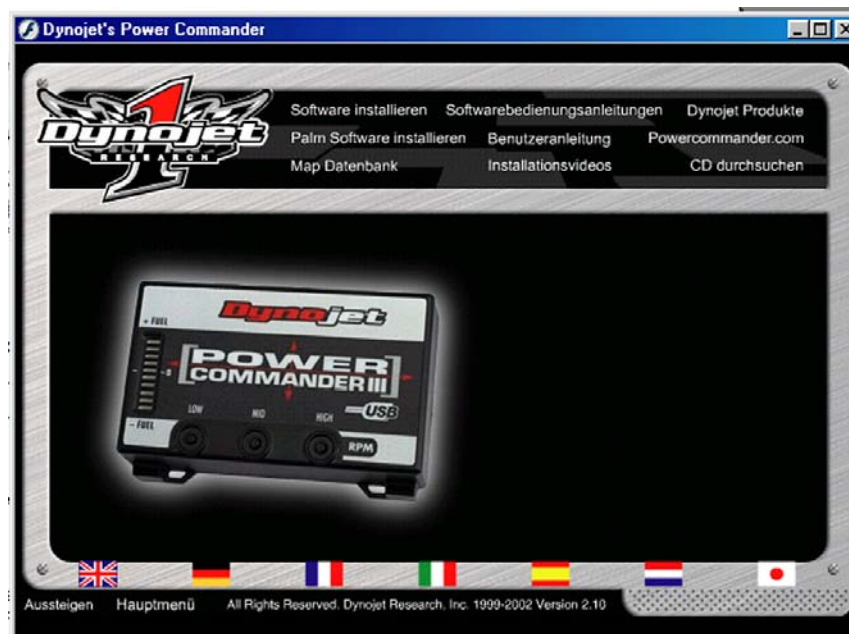 Dynojet's Power Commander
1
Dynojet
RESEARCH
Software installieren Softwarebedienungsanleitungen Dynojet Produkte
Palm Software installieren Benutzeranleitung Powercommander.com
Map Datenbank Installationsvideos CD durchsuchen
Dynojet
+ FUEL
POWER
COMMANDER III
- 0
USB
LOW MID HIGH
- FUEL
RPM
Aussteigen Hauptmenü All Rights Reserved. Dynojet Research, Inc. 1999-2002 Version 2.10